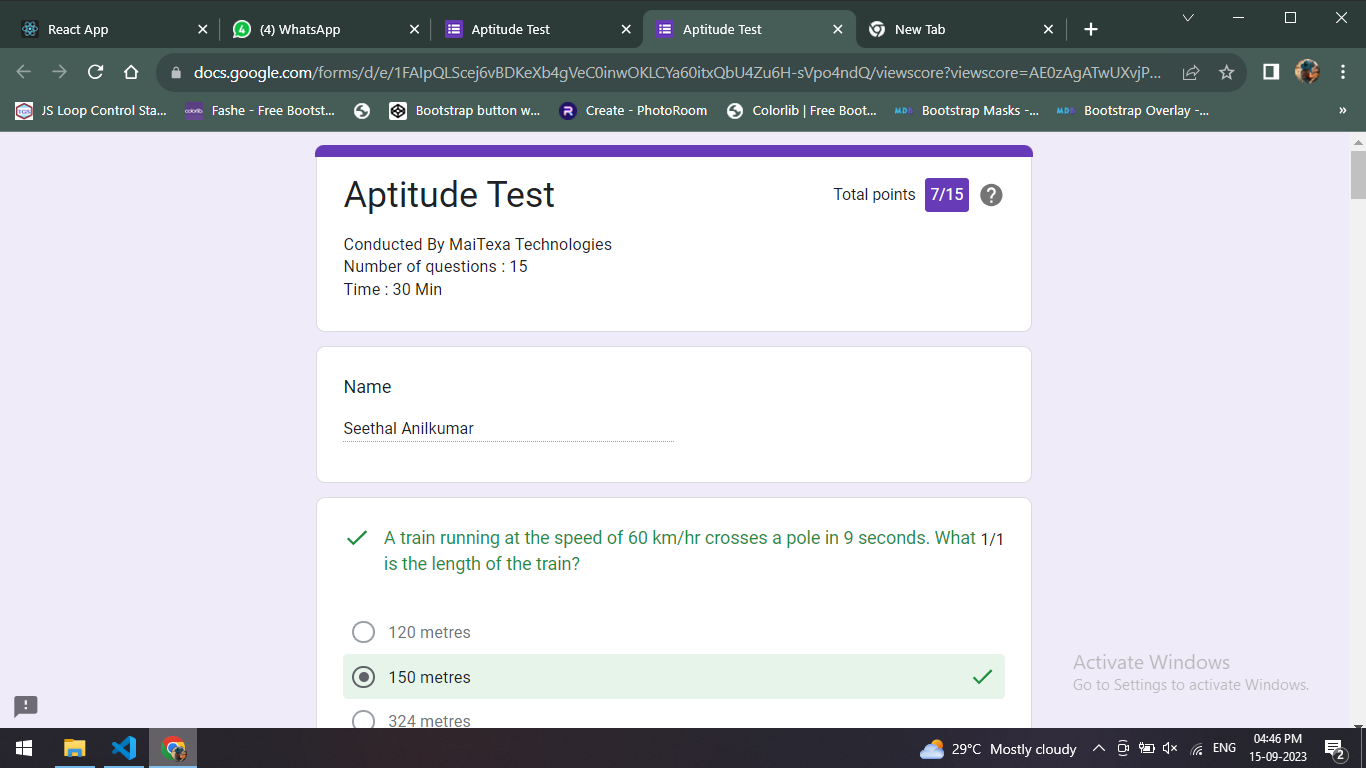 React App
(4) WhatsApp
Aptitude Test
Aptitude Test
New Tab
docs.google.com/forms/d/e/1FAIpQLScej6vBDKeXb4gVeC0inwOKLCYa60itxQbU4Zu6H-sVpo4ndQ/viewscore?viewscore=AE0zAgATwUXvjP...
JS Loop Control Sta...
Fashe - Free Bootst...
Bootstrap button w...
Create - PhotoRoom
Colorlib | Free Boot...
Bootstrap Masks -...
Bootstrap Overlay -...
»
Aptitude Test
Total points 7/15
Conducted By MaiTexa Technologies
Number of questions : 15
Time : 30 Min
Name
Seethal Anilkumar
A train running at the speed of 60 km/hr crosses a pole in 9 seconds. What 1/1
is the length of the train?
120 metres
150 metres
324 metres
Activate Windows
Go to Settings to activate Windows.
29°C Mostly cloudy
ENG
04:46 PM
15-09-2023
2